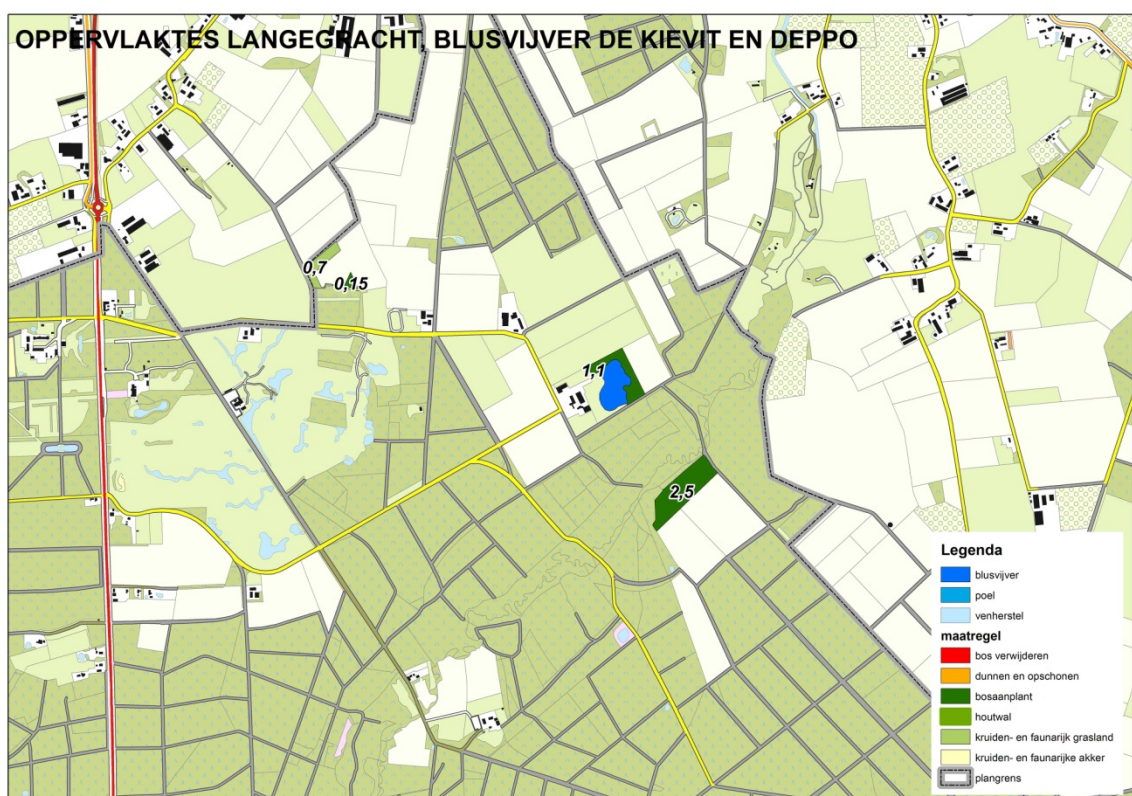 OPPERVLAKTES LANGEGRACHT, BLUSVIJVER DE KIEVIT EN DEPPO
0,7
0,15
1,1
2,5
Legenda
blusvijver
poel
venherstel
maatregel
bos verwijderen
dunnen en opschonen
bosaanplant
houtwal
kruiden- en faunarijk grasland
kruiden- en faunarijke akker
plangrens